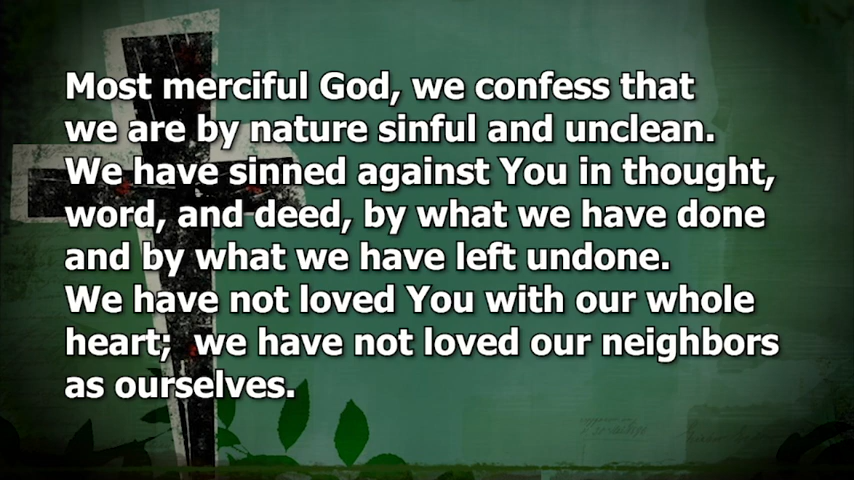 Most merciful God, we confess that
we are by nature sinful and unclean.
We have sinned against You in thought,
word, and deed, by what we have done
and by what we have left undone.
We have not loved You with our whole
heart;  we have not loved our neighbors
as ourselves.